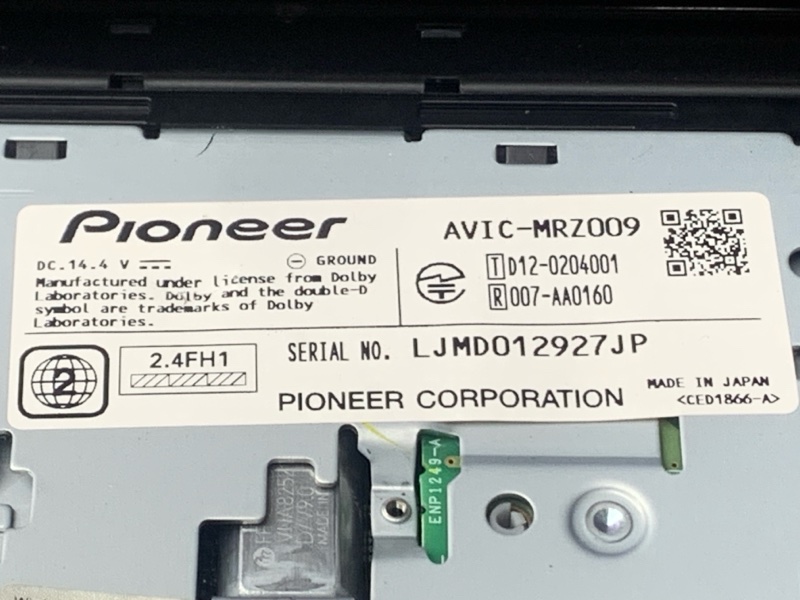 Pioneer
AVIC-MRZ009
DC.14.4 V
GROUND
Manufactured under license from Dolby
Laboratories. Dolby and the double-D
symbol are trademarks of Dolby
Laboratories.
T D12-0204001
R 007-AA0160
2
2.4FH1
SERIAL NO. LJMD012927JP
PIONEER CORPORATION
MADE IN JAPAN
<CED1866-A>
ENP1249-A